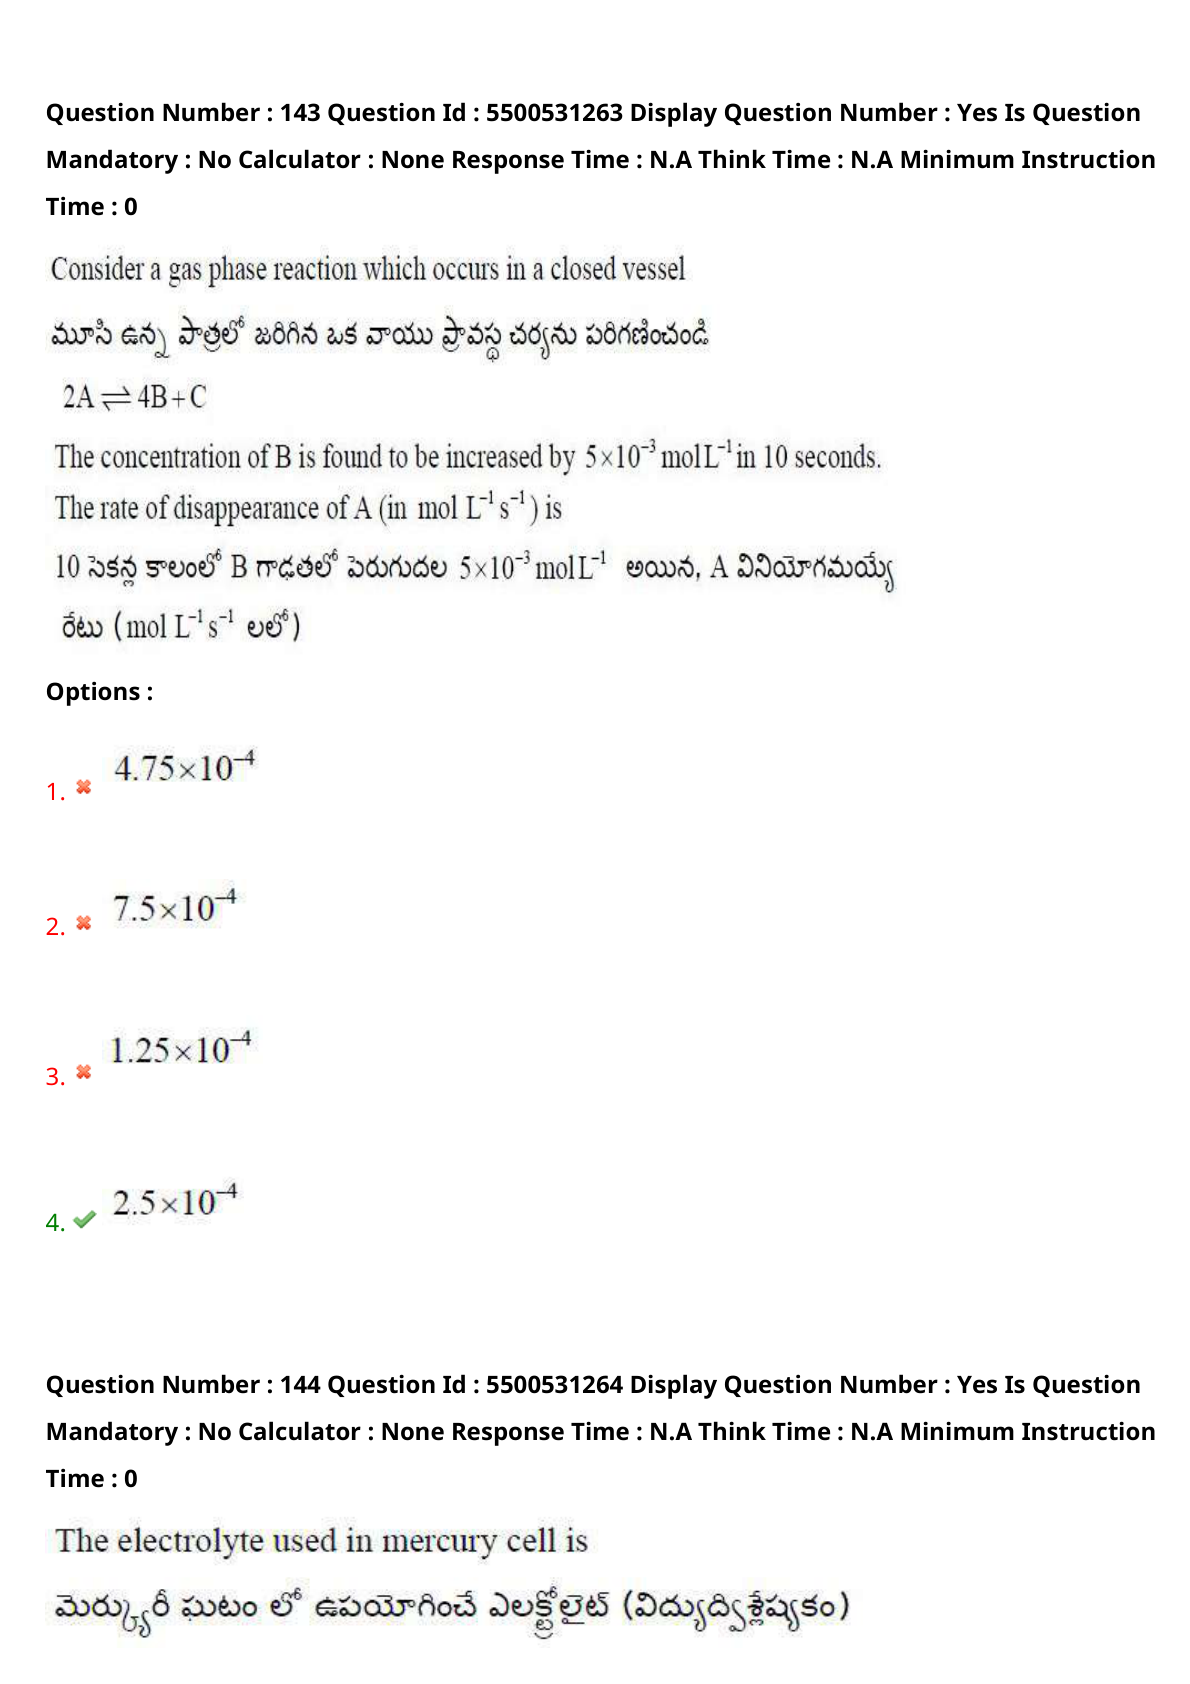 Question Number : 143 Question Id : 5500531263 Display Question Number : Yes Is Question
Mandatory : No Calculator : None Response Time : N.A Think Time : N.A Minimum Instruction
Time : 0
Consider a gas phase reaction which occurs in a closed vessel
మూసి ఉన్న పాత్రలో జరిగిన ఒక వాయు ప్రావస్థ చర్యను పరిగణించండి
2A ⇌ 4B + C
The concentration of B is found to be increased by 5×10⁻³ mol L⁻¹ in 10 seconds.
The rate of disappearance of A (in mol L⁻¹ s⁻¹) is
10 సెకన్ల కాలంలో B గాఢతలో పెరుగుదల 5×10⁻³ mol L⁻¹ అయిన, A వినియోగమయ్యే
రేటు (mol L⁻¹ s⁻¹ లలో)
Options :
1. 4.75×10⁻⁴
2. 7.5×10⁻⁴
3. 1.25×10⁻⁴
4. 2.5×10⁻⁴
Question Number : 144 Question Id : 5500531264 Display Question Number : Yes Is Question
Mandatory : No Calculator : None Response Time : N.A Think Time : N.A Minimum Instruction
Time : 0
The electrolyte used in mercury cell is
మెర్క్యురీ ఘటం లో ఉపయోగించే ఎలక్ట్రోలైట్ (విద్యుద్విశ్లేష్యకం)